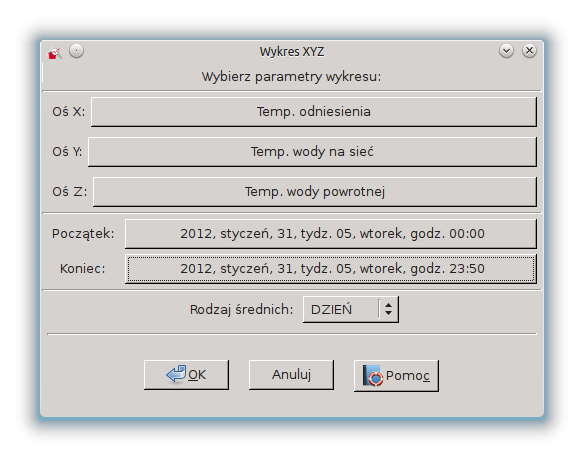 Wykres XYZ
Wybierz parametry wykresu:
Oś X: Temp. odniesienia
Oś Y: Temp. wody na sieć
Oś Z: Temp. wody powrotnej
Początek: 2012, styczeń, 31, tydz. 05, wtorek, godz. 00:00
Koniec: 2012, styczeń, 31, tydz. 05, wtorek, godz. 23:50
Rodzaj średnich: DZIEŃ
OK Anuluj Pomoc